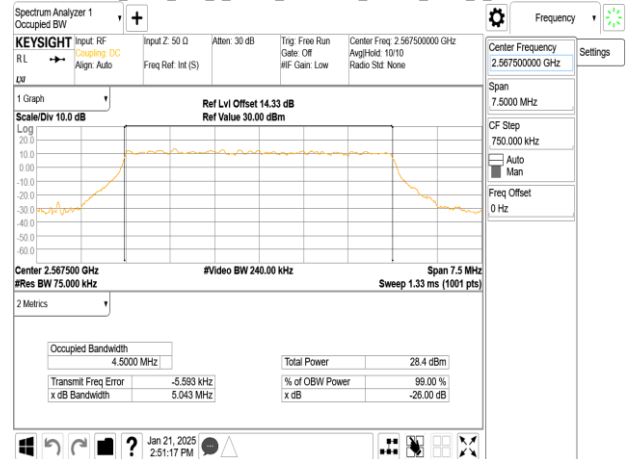 Spectrum Analyzer 1
Occupied BW
+
Frequency
KEYSIGHT
RL
LXI
Input: RF
Coupling: DC
Align: Auto
Input Z: 50 Ω
Freq Ref: Int (S)
Atten: 30 dB
Trig: Free Run
Gate: Off
#IF Gain: Low
Center Freq: 2.567500000 GHz
Avg|Hold: 10/10
Radio Std: None
Center Frequency
2.567500000 GHz
Settings
Span
7.5000 MHz
CF Step
750.000 kHz
Auto
Man
Freq Offset
0 Hz
1 Graph
Scale/Div 10.0 dB
Ref Lvl Offset 14.33 dB
Ref Value 30.00 dBm
Log
20.0
10.0
0.00
-10.0
-20.0
-30.0
-40.0
-50.0
-60.0
Center 2.567500 GHz
#Video BW 240.00 kHz
Span 7.5 MHz
#Res BW 75.000 kHz
Sweep 1.33 ms (1001 pts)
2 Metrics
Occupied Bandwidth
4.5000 MHz
Total Power 28.4 dBm
Transmit Freq Error -5.593 kHz
% of OBW Power 99.00 %
x dB Bandwidth 5.043 MHz
x dB -26.00 dB
?
Jan 21, 2025
2:51:17 PM